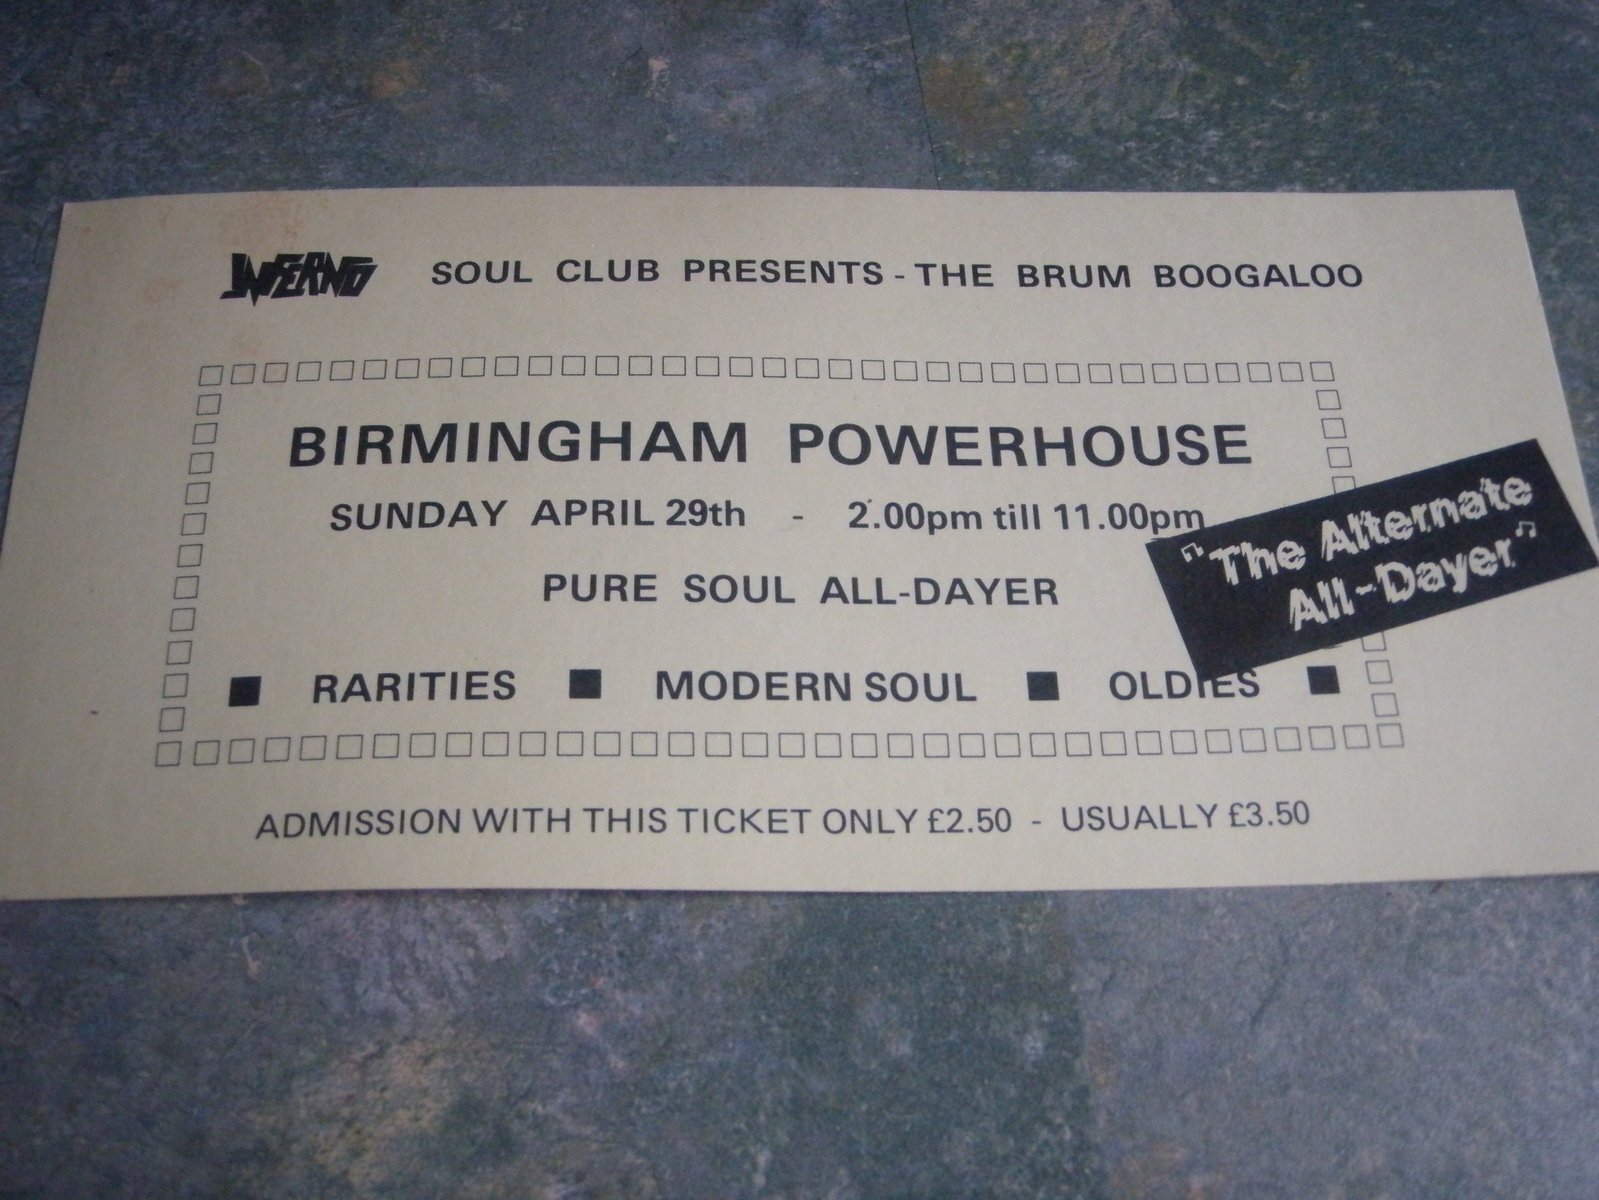 INFERNO SOUL CLUB PRESENTS - THE BRUM BOOGALOO
BIRMINGHAM POWERHOUSE
SUNDAY APRIL 29th - 2.00pm till 11.00pm
"The Alternate
All-Dayer"
PURE SOUL ALL-DAYER
■ RARITIES ■ MODERN SOUL ■ OLDIES ■
ADMISSION WITH THIS TICKET ONLY £2.50 - USUALLY £3.50